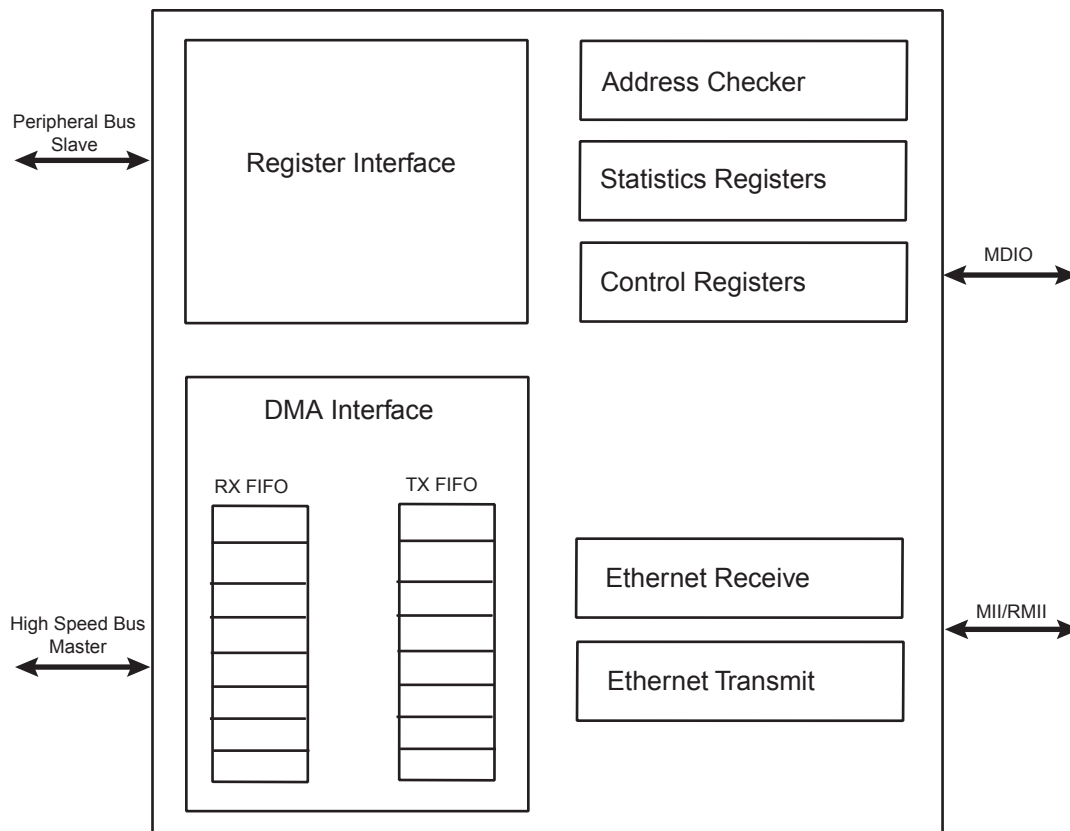 Address Checker
Peripheral Bus
Slave
Register Interface
Statistics Registers
MDIO
Control Registers
DMA Interface
RX FIFO
TX FIFO
Ethernet Receive
High Speed Bus
Master
MII/RMII
Ethernet Transmit